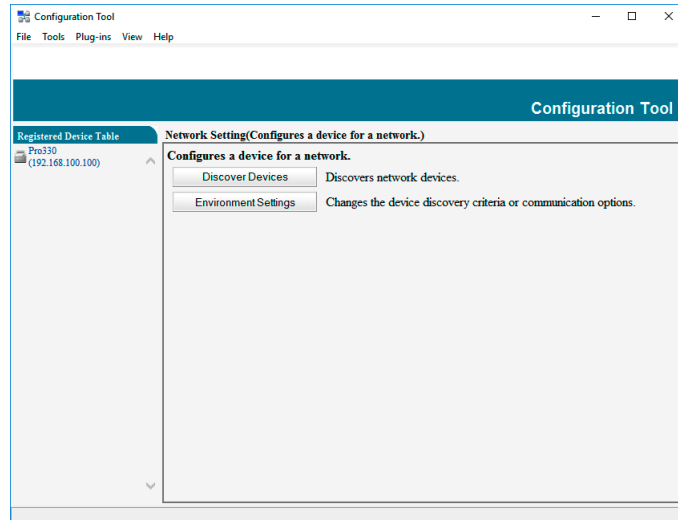 Configuration Tool
File Tools Plug-ins View Help
Configuration Tool
Registered Device Table
Pro330
(192.168.100.100)
Network Setting(Configures a device for a network.)
Configures a device for a network.
Discover Devices Discovers network devices.
Environment Settings Changes the device discovery criteria or communication options.